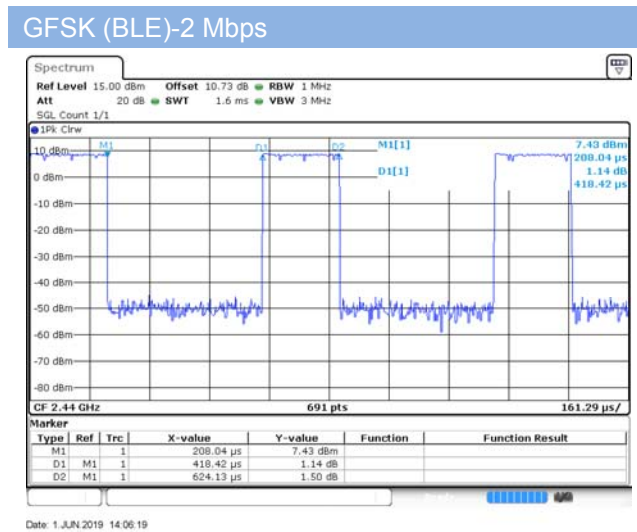 GFSK (BLE)-2 Mbps
Spectrum
Ref Level 15.00 dBm Offset 10.73 dB RBW 1 MHz
Att 20 dB SWT 1.6 ms VBW 3 MHz
SGL Count 1/1
1Pk Clrw
M1[1] 7.43 dBm
208.04 µs
D1[1] 1.14 dB
418.42 µs
M1 D1 D2
10 dBm
0 dBm
-10 dBm
-20 dBm
-30 dBm
-40 dBm
-50 dBm
-60 dBm
-70 dBm
-80 dBm
CF 2.44 GHz 691 pts 161.29 µs/
Marker
Type Ref Trc X-value Y-value Function Function Result
M1 1 208.04 µs 7.43 dBm
D1 M1 1 418.42 µs 1.14 dB
D2 M1 1 624.13 µs 1.50 dB
Date: 1.JUN.2019 14:06:19